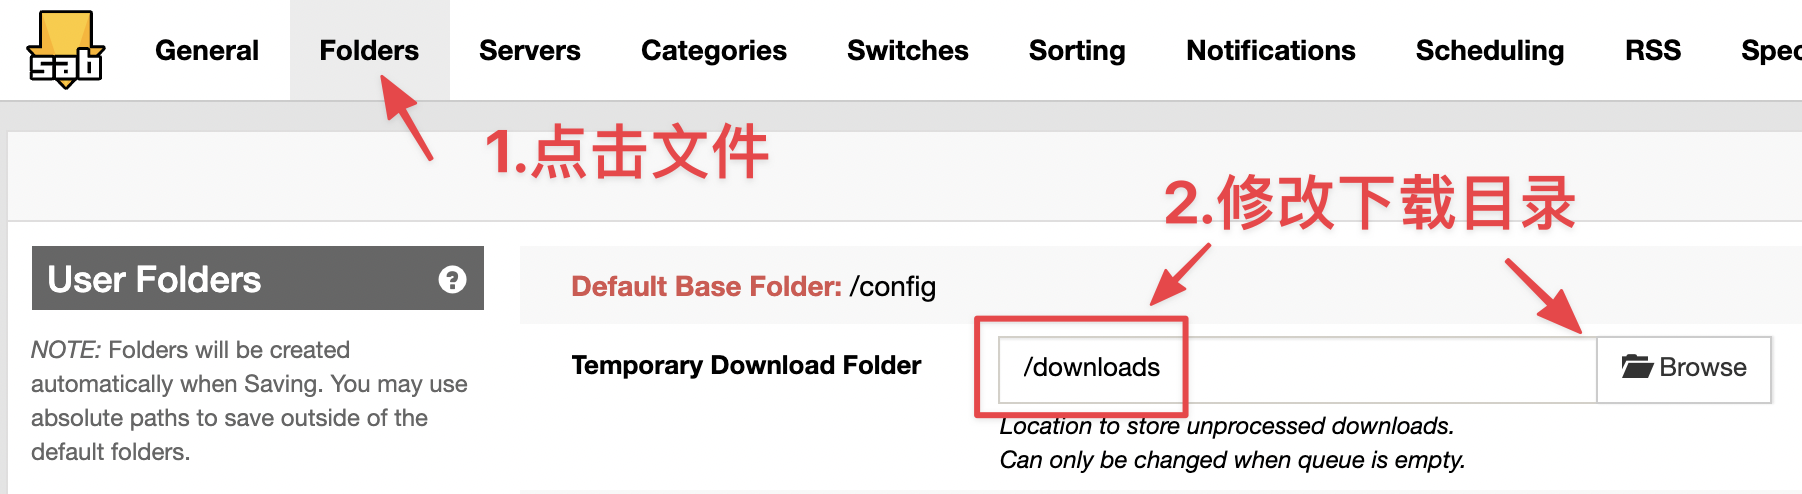 sab
General Folders Servers Categories Switches Sorting Notifications Scheduling RSS Spec
1.点击文件
2.修改下载目录
User Folders ?
Default Base Folder: /config
NOTE: Folders will be created
automatically when Saving. You may use
absolute paths to save outside of the
default folders.
Temporary Download Folder /downloads Browse
Location to store unprocessed downloads.
Can only be changed when queue is empty.